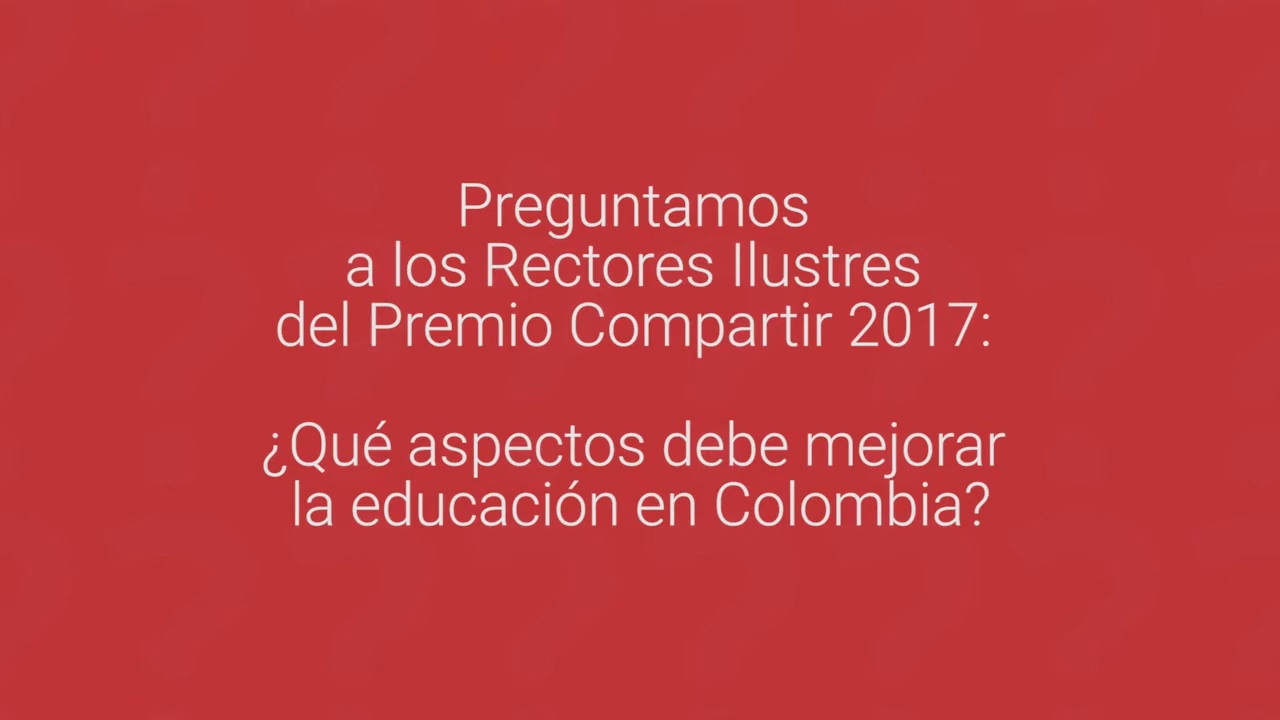 Preguntamos
a los Rectores Ilustres
del Premio Compartir 2017:
¿Qué aspectos debe mejorar
la educación en Colombia?